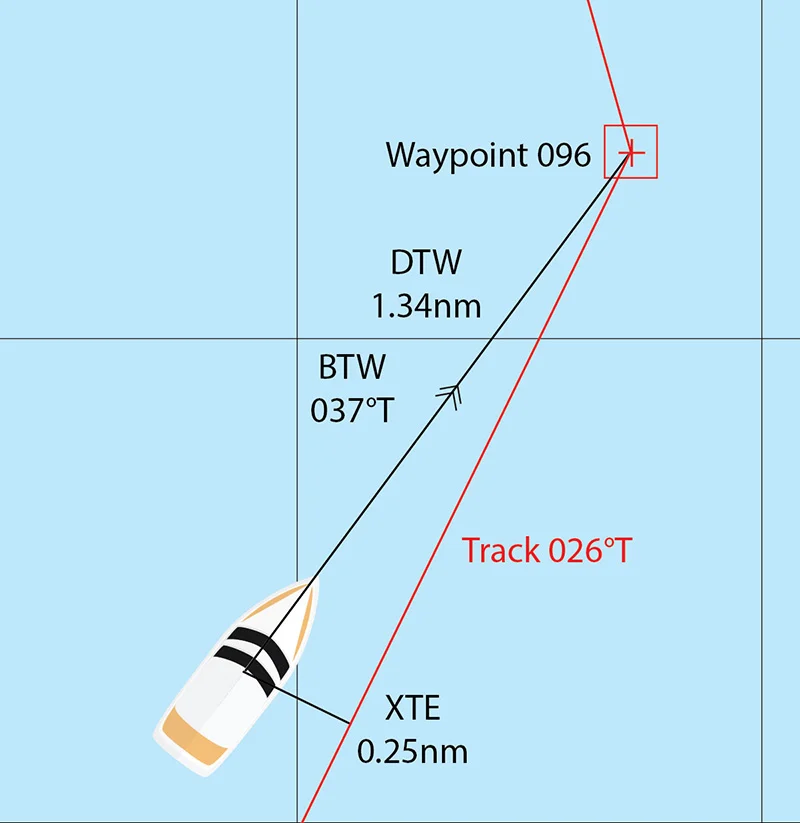 Waypoint 096
DTW
1.34nm
BTW
037°T
Track 026°T
XTE
0.25nm